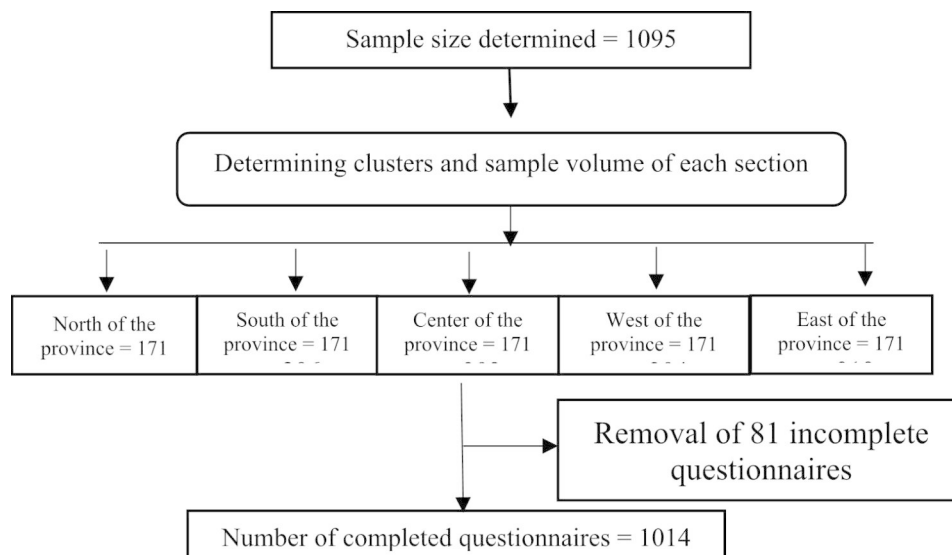 Sample size determined = 1095
Determining clusters and sample volume of each section
North of the
province = 171
South of the
province = 171
Center of the
province = 171
West of the
province = 171
East of the
province = 171
Removal of 81 incomplete
questionnaires
Number of completed questionnaires = 1014